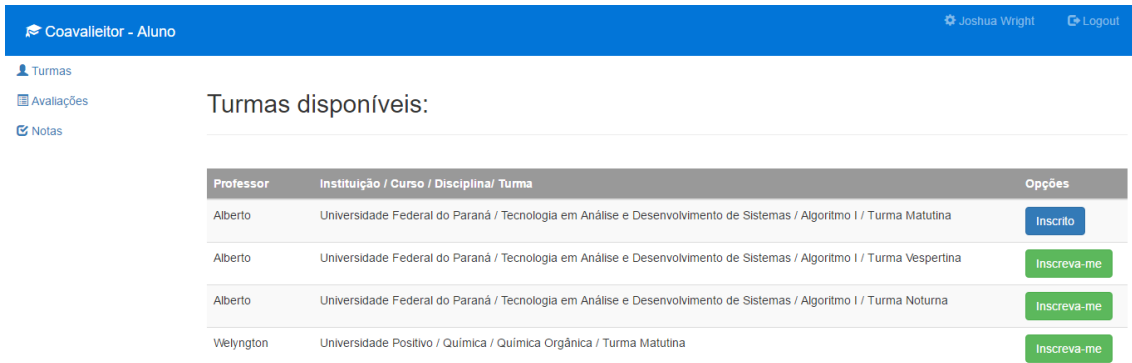 Coavalieitor - Aluno
Joshua Wright Logout
Turmas
Avaliações
Notas
Turmas disponíveis:
Professor Instituição / Curso / Disciplina/ Turma Opções
Alberto Universidade Federal do Paraná / Tecnologia em Análise e Desenvolvimento de Sistemas / Algoritmo I / Turma Matutina Inscrito
Alberto Universidade Federal do Paraná / Tecnologia em Análise e Desenvolvimento de Sistemas / Algoritmo I / Turma Vespertina Inscreva-me
Alberto Universidade Federal do Paraná / Tecnologia em Análise e Desenvolvimento de Sistemas / Algoritmo I / Turma Noturna Inscreva-me
Welyngton Universidade Positivo / Química / Química Orgânica / Turma Matutina Inscreva-me